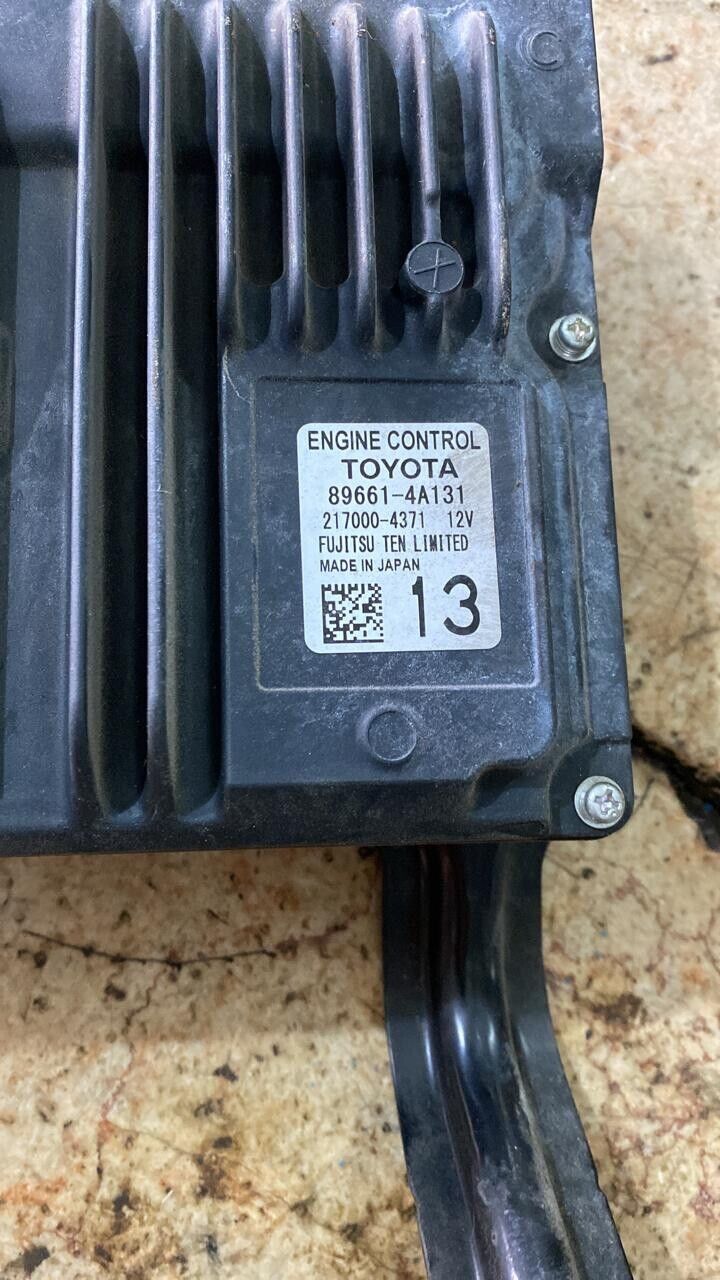 C
ENGINE CONTROL
TOYOTA
89661-4A131
217000-4371 12V
FUJITSU TEN LIMITED
MADE IN JAPAN
13